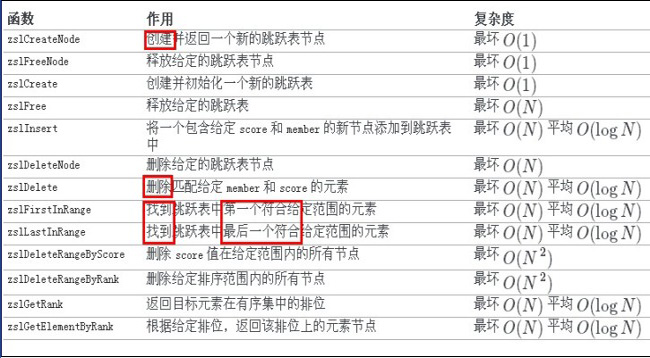 函数 作用 复杂度
zslCreateNode 创建并返回一个新的跳跃表节点 最坏 O(1)
zslFreeNode 释放给定的跳跃表节点 最坏 O(1)
zslCreate 创建并初始化一个新的跳跃表 最坏 O(1)
zslFree 释放给定的跳跃表 最坏 O(N)
zslInsert 将一个包含给定 score 和 member 的新节点添加到跳跃表 最坏 O(N) 平均 O(log N)
中
zslDeleteNode 删除给定的跳跃表节点 最坏 O(N)
zslDelete 删除匹配给定 member 和 score 的元素 最坏 O(N) 平均 O(log N)
zslFirstInRange 找到跳跃表中第一个符合给定范围的元素 最坏 O(N) 平均 O(log N)
zslLastInRange 找到跳跃表中最后一个符合给定范围的元素 最坏 O(N) 平均 O(log N)
zslDeleteRangeByScore 删除 score 值在给定范围内的所有节点 最坏 O(N²)
zslDeleteRangeByRank 删除给定排序范围内的所有节点 最坏 O(N²)
zslGetRank 返回目标元素在有序集中的排位 最坏 O(N) 平均 O(log N)
zslGetElementByRank 根据给定排位，返回该排位上的元素节点 最坏 O(N) 平均 O(log N)